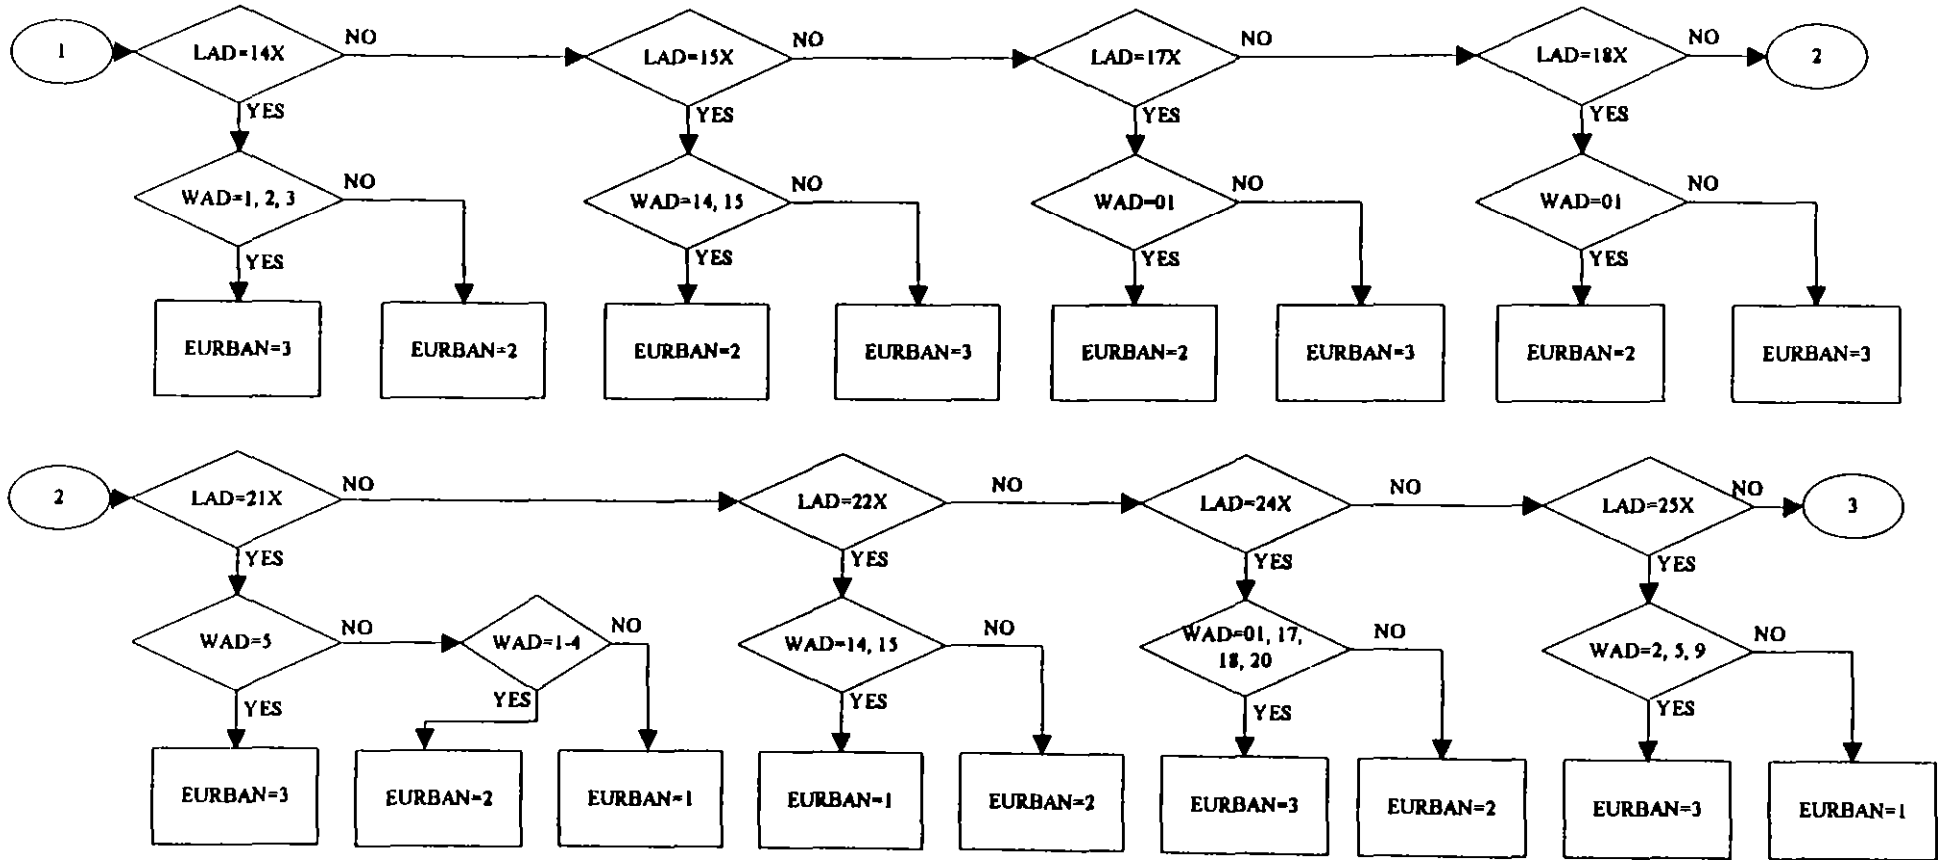 1
LAD=14X
NO
LAD=15X
NO
LAD=17X
NO
LAD=18X
NO
2
YES
YES
YES
YES
WAD=1, 2, 3
NO
WAD=14, 15
NO
WAD=01
NO
WAD=01
NO
YES
YES
YES
YES
EURBAN=3
EURBAN=2
EURBAN=2
EURBAN=3
EURBAN=2
EURBAN=3
EURBAN=2
EURBAN=3
2
LAD=21X
NO
LAD=22X
NO
LAD=24X
NO
LAD=25X
NO
3
YES
YES
YES
YES
WAD=5
NO
WAD=1-4
NO
WAD=14, 15
NO
WAD=01, 17,
18, 20
NO
WAD=2, 5, 9
NO
YES
YES
YES
YES
YES
EURBAN=3
EURBAN=2
EURBAN=1
EURBAN=1
EURBAN=2
EURBAN=3
EURBAN=2
EURBAN=3
EURBAN=1